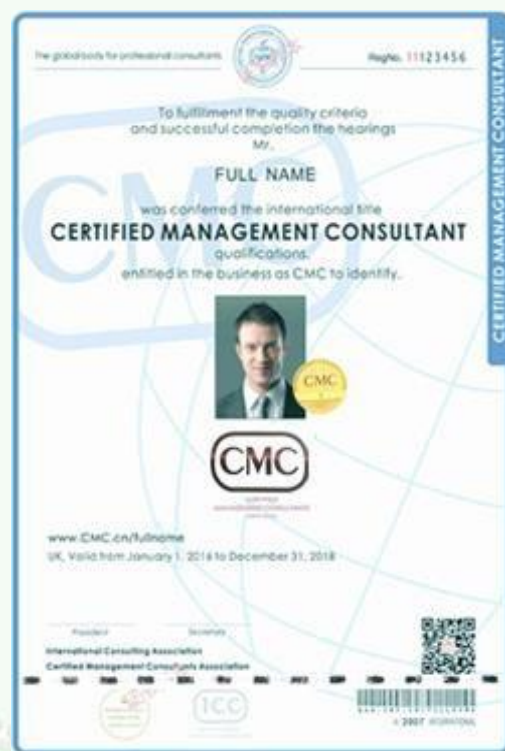 The global body for professional consultants
RegNo. 11123456
To fulfillment the quality criteria
and successful completion the hearings
Mr.
FULL NAME
was conferred the international title
CERTIFIED MANAGEMENT CONSULTANT
qualifications.
entitled in the business as CMC to identify.
CMC
CMC
CMC
www.CMC.cn/fullname
UK, Valid from January 1, 2016 to December 31, 2018
President
Secretary
International Consulting Association
Certified Management Consultants Association
ICC
© 2007 INTERNATIONAL
CERTIFIED MANAGEMENT CONSULTANT